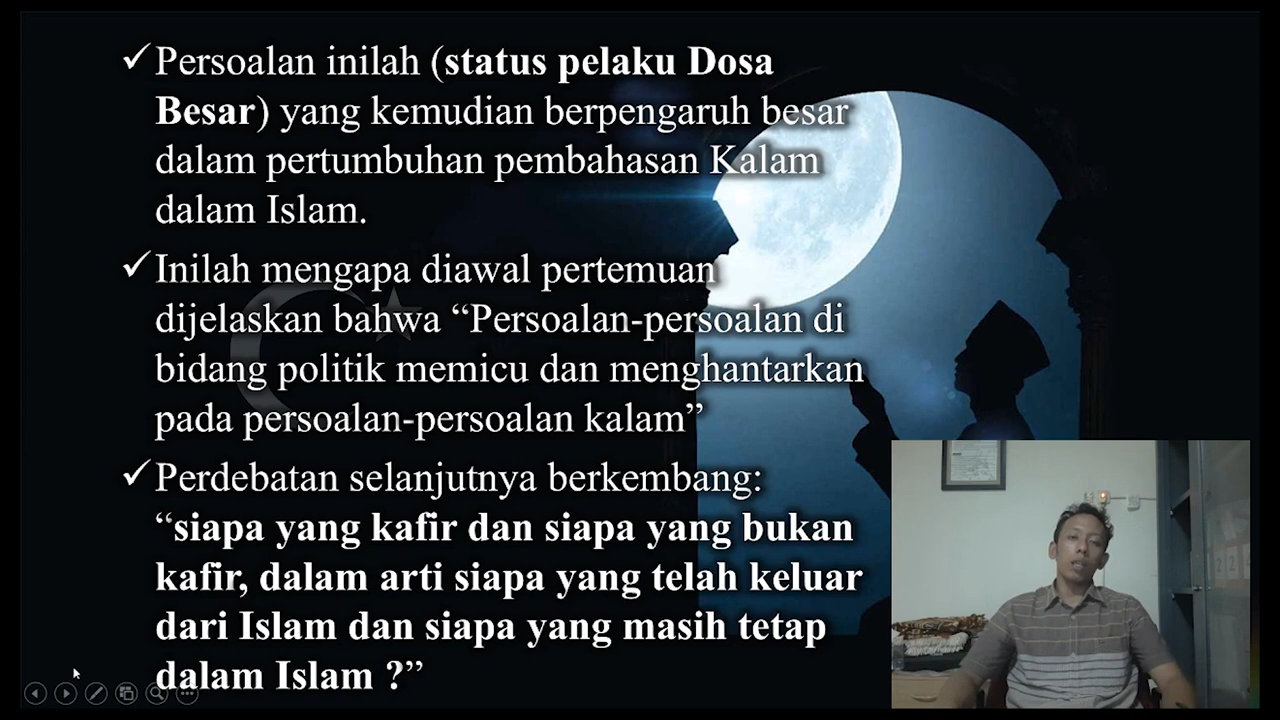 ✓Persoalan inilah (status pelaku Dosa
Besar) yang kemudian berpengaruh besar
dalam pertumbuhan pembahasan Kalam
dalam Islam.
✓Inilah mengapa diawal pertemuan
dijelaskan bahwa “Persoalan-persoalan di
bidang politik memicu dan menghantarkan
pada persoalan-persoalan kalam”
✓Perdebatan selanjutnya berkembang:
“siapa yang kafir dan siapa yang bukan
kafir, dalam arti siapa yang telah keluar
dari Islam dan siapa yang masih tetap
dalam Islam ?”